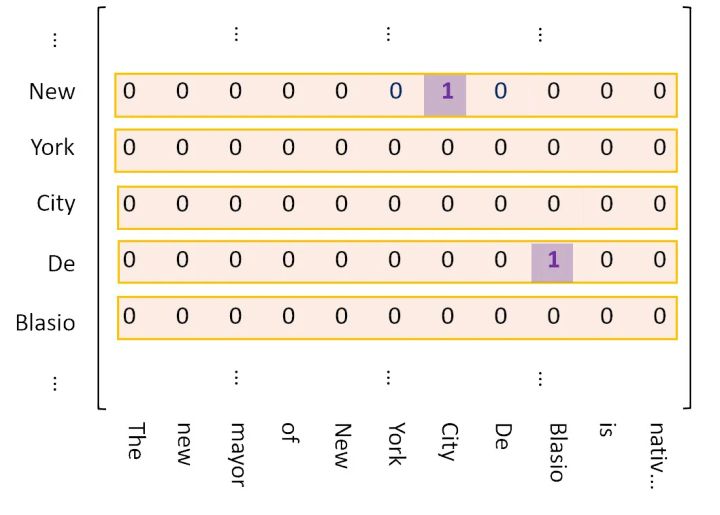 ⋮ ⋮ ⋮ ⋮
New 0 0 0 0 0 0 1 0 0 0 0
York 0 0 0 0 0 0 0 0 0 0 0
City 0 0 0 0 0 0 0 0 0 0 0
De 0 0 0 0 0 0 0 0 1 0 0
Blasio 0 0 0 0 0 0 0 0 0 0 0
⋮ ⋮ ⋮ ⋮
The new mayor of New York City De Blasio is nativ...